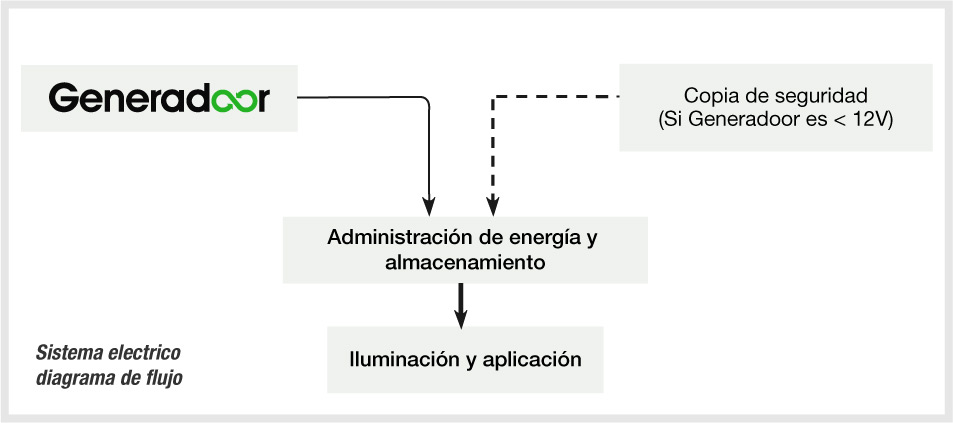 Generadoor
Copia de seguridad
(Si Generadoor es < 12V)
Administración de energía y
almacenamiento
Iluminación y aplicación
Sistema electrico
diagrama de flujo